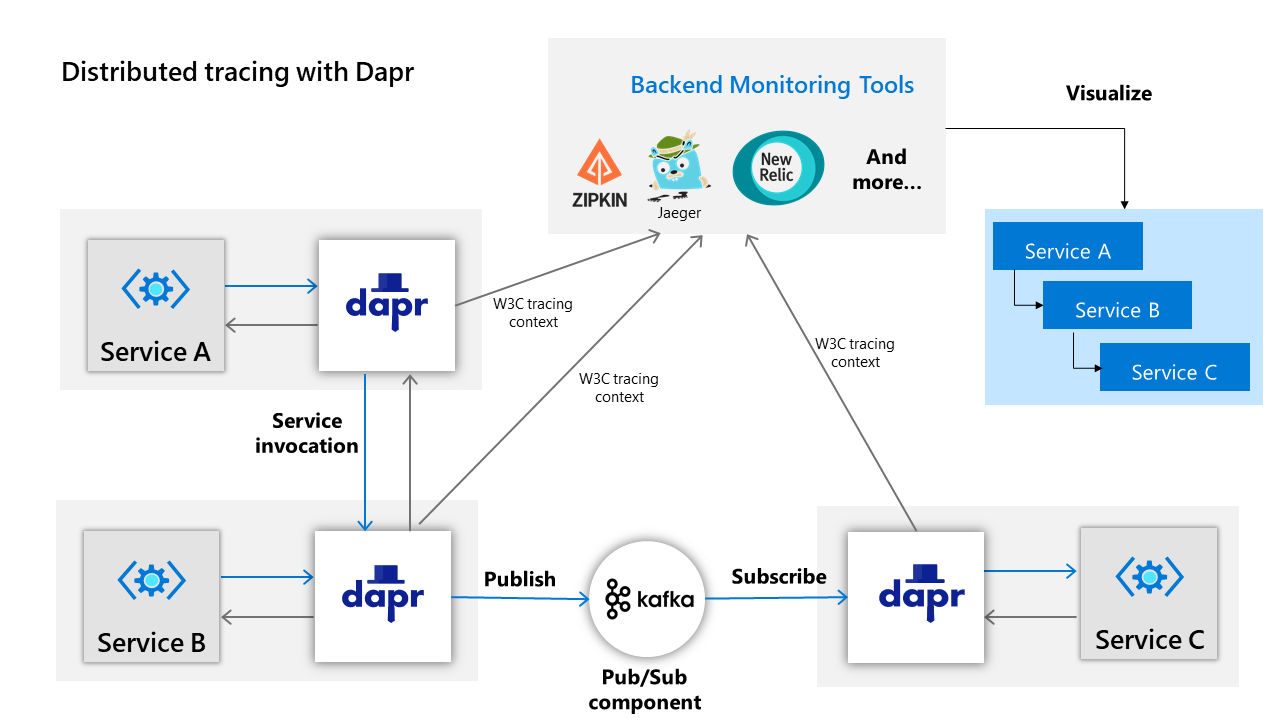 Distributed tracing with Dapr
Backend Monitoring Tools
ZIPKIN
Jaeger
New
Relic
And
more...
Visualize
Service A
Service B
Service C
dapr
Service A
W3C tracing
context
W3C tracing
context
W3C tracing
context
Service
invocation
dapr
Service B
Publish
kafka
Pub/Sub
component
Subscribe
dapr
Service C